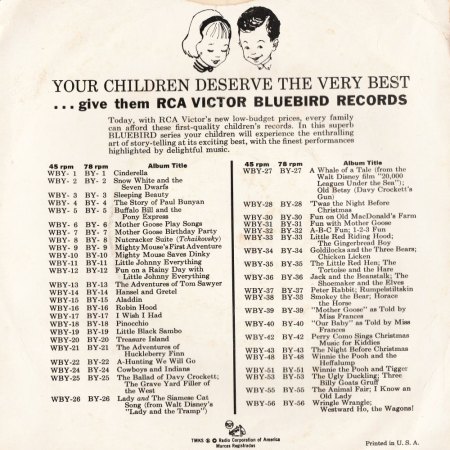 YOUR CHILDREN DESERVE THE VERY BEST
...give them RCA VICTOR BLUEBIRD RECORDS
Today, with RCA Victor's new low-budget prices, every family
can afford these first-quality children's records. In this superb
BLUEBIRD series your children will experience the enthralling
art of story-telling at its exciting best, with the finest performances
highlighted by delightful music.
45 rpm 78 rpm Album Title
WBY- 1 BY- 1 Cinderella
WBY- 2 BY- 2 Snow White and the
Seven Dwarfs
WBY- 3 BY- 3 Sleeping Beauty
WBY- 4 BY- 4 The Story of Paul Bunyan
WBY- 5 BY- 5 Buffalo Bill and the
Pony Express
WBY- 6 BY- 6 Mother Goose Play Songs
WBY- 7 BY- 7 Mother Goose Birthday Party
WBY- 8 BY- 8 Nutcracker Suite (Tchaikovsky)
WBY- 9 BY- 9 Mighty Mouse's First Adventure
WBY-10 BY-10 Mighty Mouse Saves Dinky
WBY-11 BY-11 Little Johnny Everything
WBY-12 BY-12 Fun on a Rainy Day with
Little Johnny Everything
WBY-13 BY-13 The Adventures of Tom Sawyer
WBY-14 BY-14 Hansel and Gretel
WBY-15 BY-15 Aladdin
WBY-16 BY-16 Robin Hood
WBY-17 BY-17 I Wish I Had
WBY-18 BY-18 Pinocchio
WBY-19 BY-19 Little Black Sambo
WBY-20 BY-20 Treasure Island
WBY-21 BY-21 The Adventures of
Huckleberry Finn
WBY-22 BY-22 A-Hunting We Will Go
WBY-24 BY-24 Cowboys and Indians
WBY-25 BY-25 The Ballad of Davy Crockett;
The Grave Yard Filler of
the West
WBY-26 BY-26 Lady and The Siamese Cat
Song (from Walt Disney's
"Lady and the Tramp")
45 rpm 78 rpm Album Title
WBY-27 BY-27 A Whale of a Tale (from the
Walt Disney film "20,000
Leagues Under the Sea");
Old Betsy (Davy Crockett's
Gun)
WBY-28 BY-28 'Twas the Night Before
Christmas
WBY-30 BY-30 Fun on Old MacDonald's Farm
WBY-31 BY-31 Fun with Mother Goose
WBY-32 BY-32 A-B-C Fun; 1-2-3 Fun
WBY-33 BY-33 Little Red Riding Hood;
The Gingerbread Boy
WBY-34 BY-34 Goldilocks and the Three Bears;
Chicken Licken
WBY-35 BY-35 The Little Red Hen; The
Tortoise and the Hare
WBY-36 BY-36 Jack and the Beanstalk; The
Shoemaker and the Elves
WBY-37 BY-37 Peter Rabbit; Rumpelstiltskin
WBY-38 BY-38 Smokey the Bear; Horace
the Horse
WBY-39 BY-39 "Mother Goose" as Told by
Miss Frances
WBY-40 BY-40 "Our Baby" as Told by Miss
Frances
WBY-42 BY-42 Perry Como Sings Christmas
Music for Kiddies
WBY-43 BY-43 The Night Before Christmas
WBY-48 BY-48 Winnie the Pooh and the
Heffalump
WBY-51 BY-51 Winnie the Pooh and Tigger
WBY-53 BY-53 The Ugly Duckling; Three
Billy Goats Gruff
WBY-55 BY-55 The Animal Fair; I Know an
Old Lady
WBY-56 BY-56 Wringle Wrangle;
Westward Ho, the Wagons!
TMKS ® © Radio Corporation of America
Marcas Registradas
Printed in U. S. A.